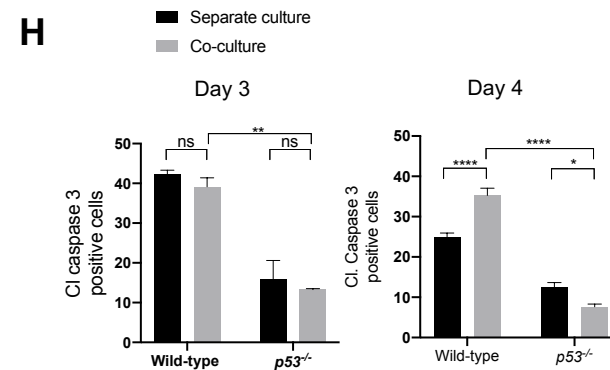 H
Separate culture
Co-culture
Day 3
Day 4
Cl caspase 3
positive cells
50
40
30
20
10
0
ns
**
ns
Wild-type
p53-/-
Cl. Caspase 3
positive cells
50
40
30
20
10
0
****
****
*
Wild-type
p53-/-